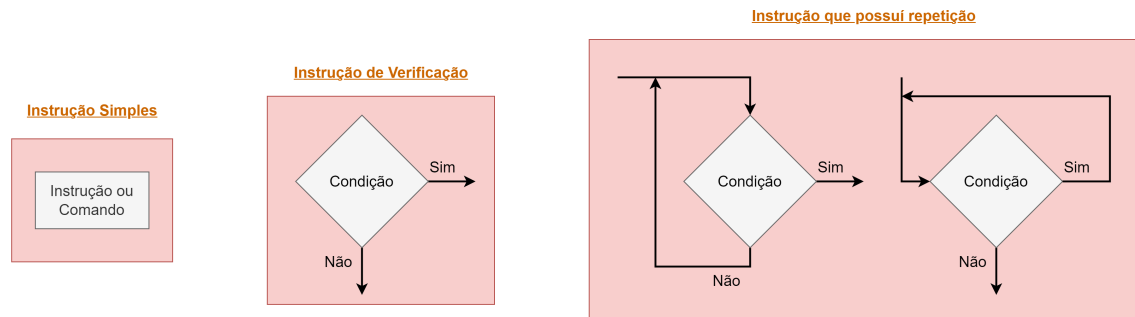 Instrução Simples
Instrução ou
Comando
Instrução de Verificação
Condição
Sim
Não
Instrução que possuí repetição
Condição
Sim
Não
Condição
Sim
Não